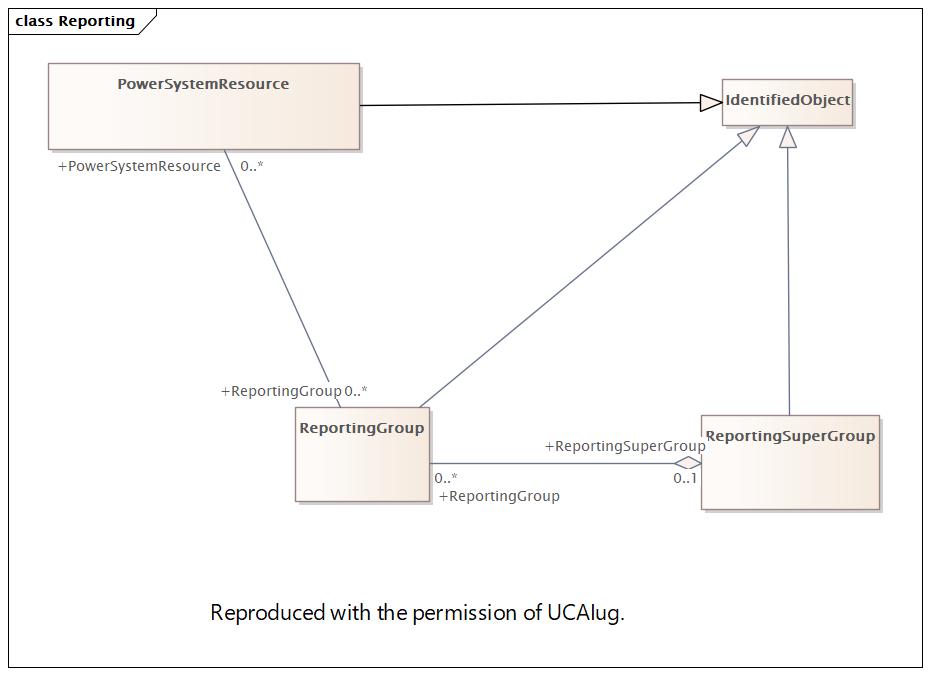 class Reporting
PowerSystemResource
IdentifiedObject
+PowerSystemResource 0..*
+ReportingGroup 0..*
ReportingGroup
ReportingSuperGroup
+ReportingSuperGroup
0..*
0..1
+ReportingGroup
Reproduced with the permission of UCAIug.